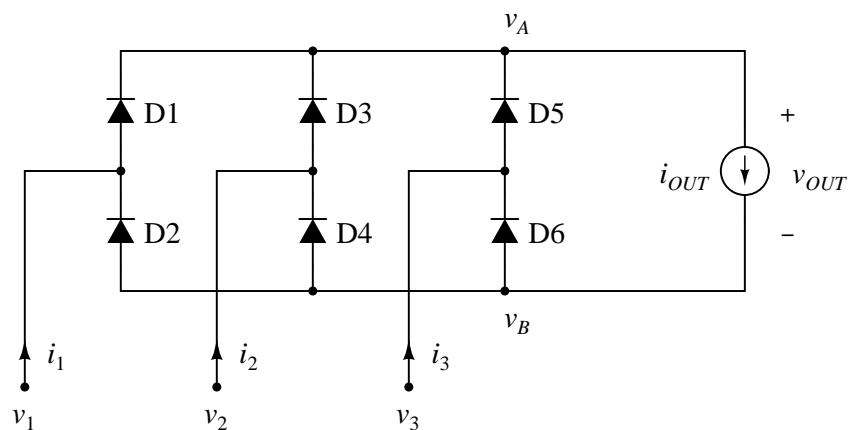 v_A
D1 D3 D5 +
i_OUT v_OUT
D2 D4 D6 −
v_B
i_1 i_2 i_3
v_1 v_2 v_3